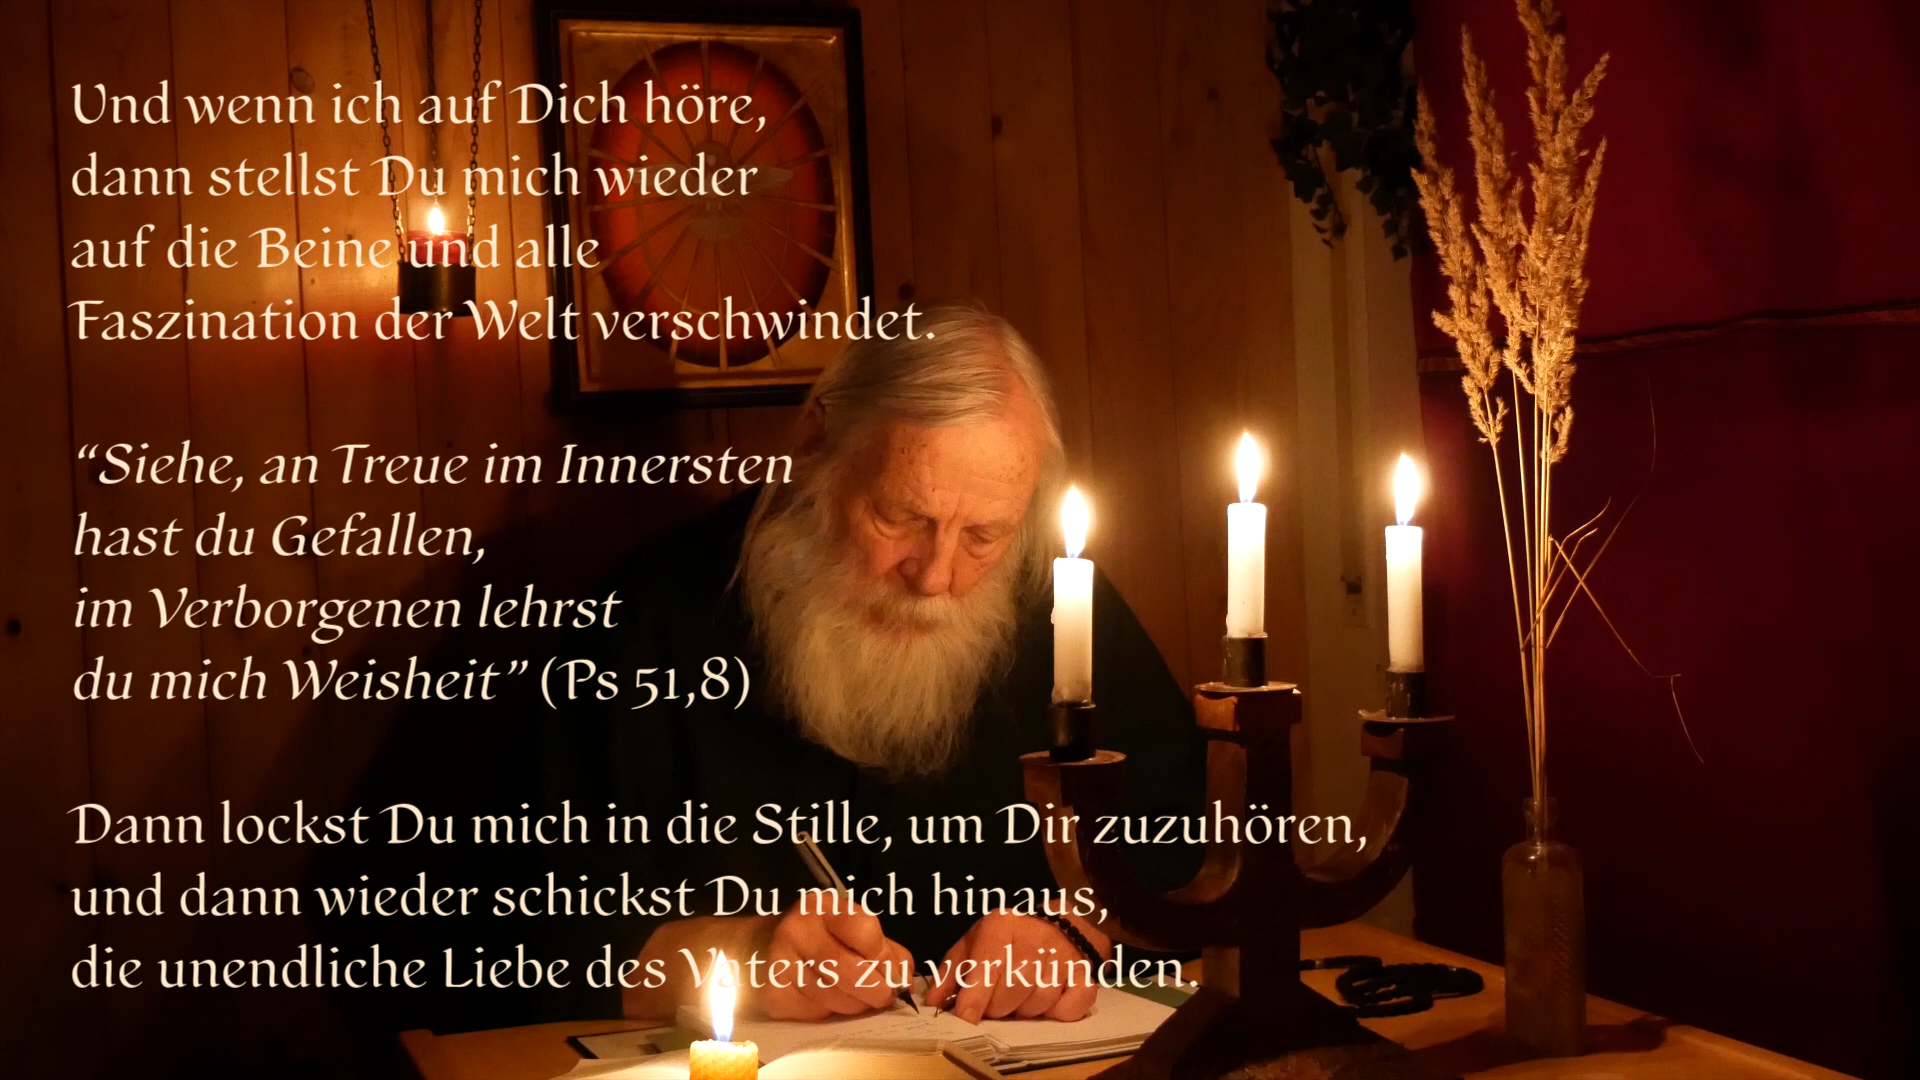 Und wenn ich auf Dich höre,
dann stellst Du mich wieder
auf die Beine und alle
Faszination der Welt verschwindet.
“Siehe, an Treue im Innersten
hast du Gefallen,
im Verborgenen lehrst
du mich Weisheit” (Ps 51,8)
Dann lockst Du mich in die Stille, um Dir zuzuhören,
und dann wieder schickst Du mich hinaus,
die unendliche Liebe des Vaters zu verkünden.